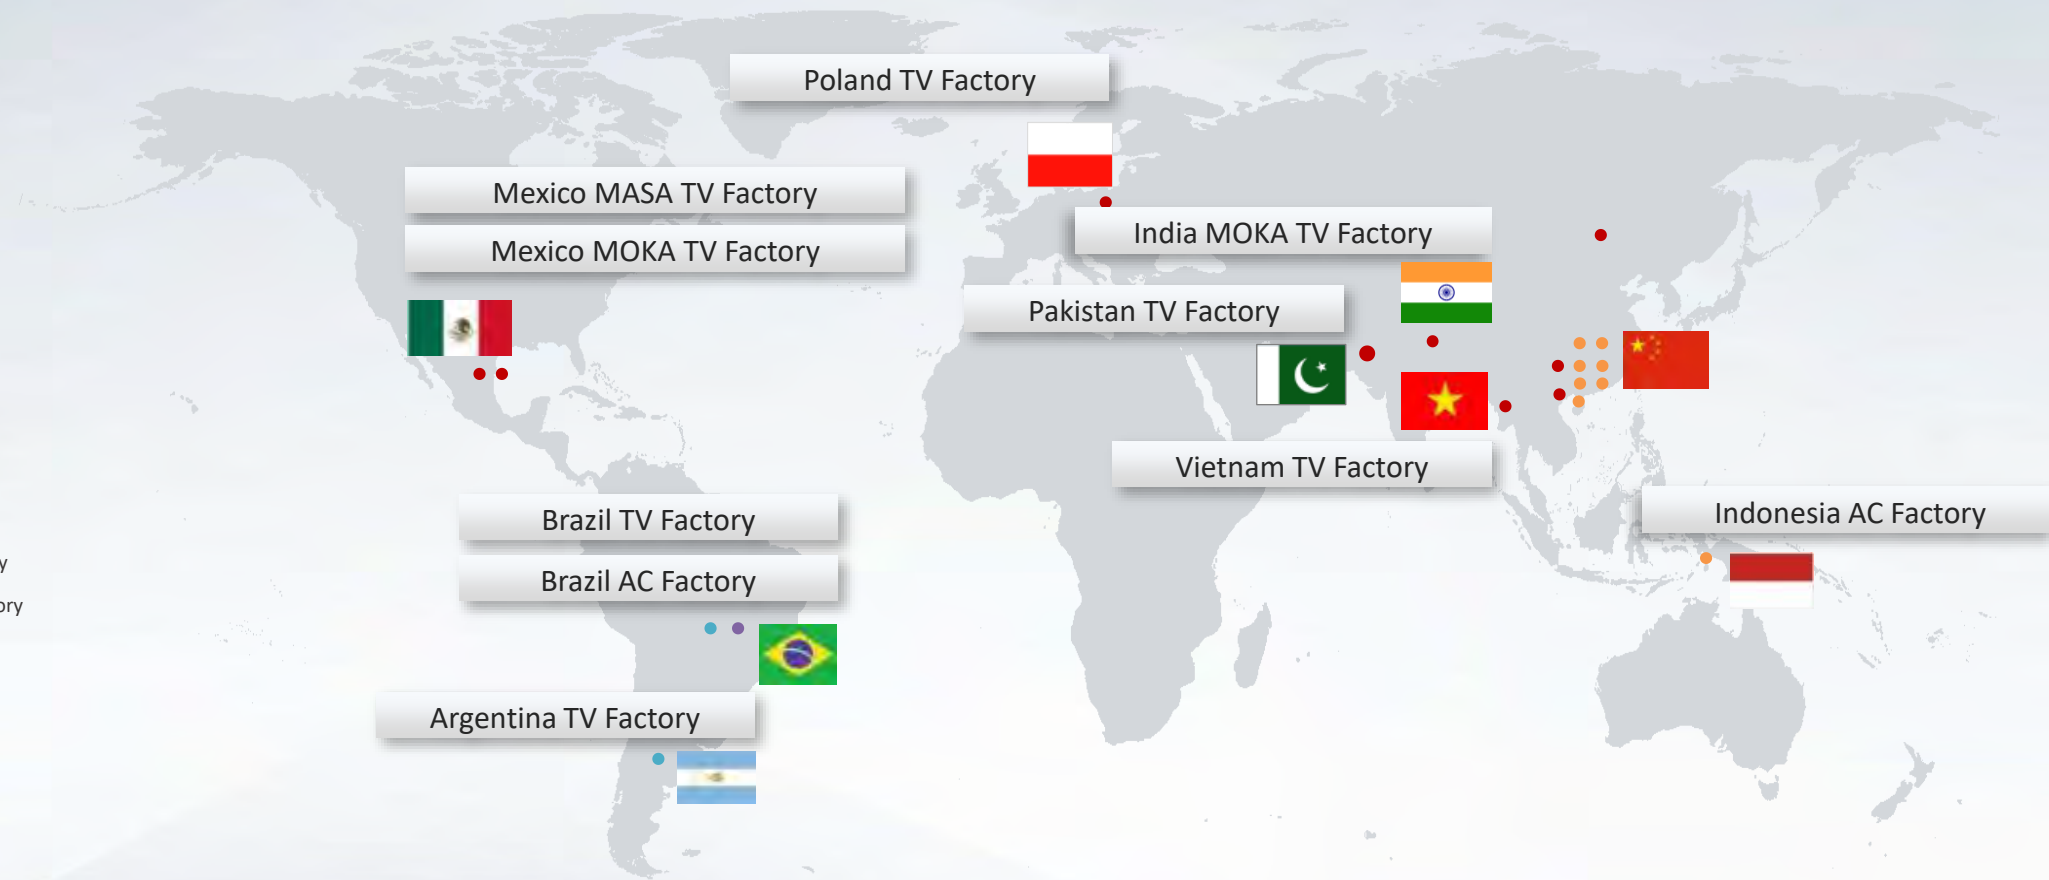 Poland TV Factory
Mexico MASA TV Factory
Mexico MOKA TV Factory
India MOKA TV Factory
Pakistan TV Factory
Vietnam TV Factory
Brazil TV Factory
Brazil AC Factory
Indonesia AC Factory
Argentina TV Factory